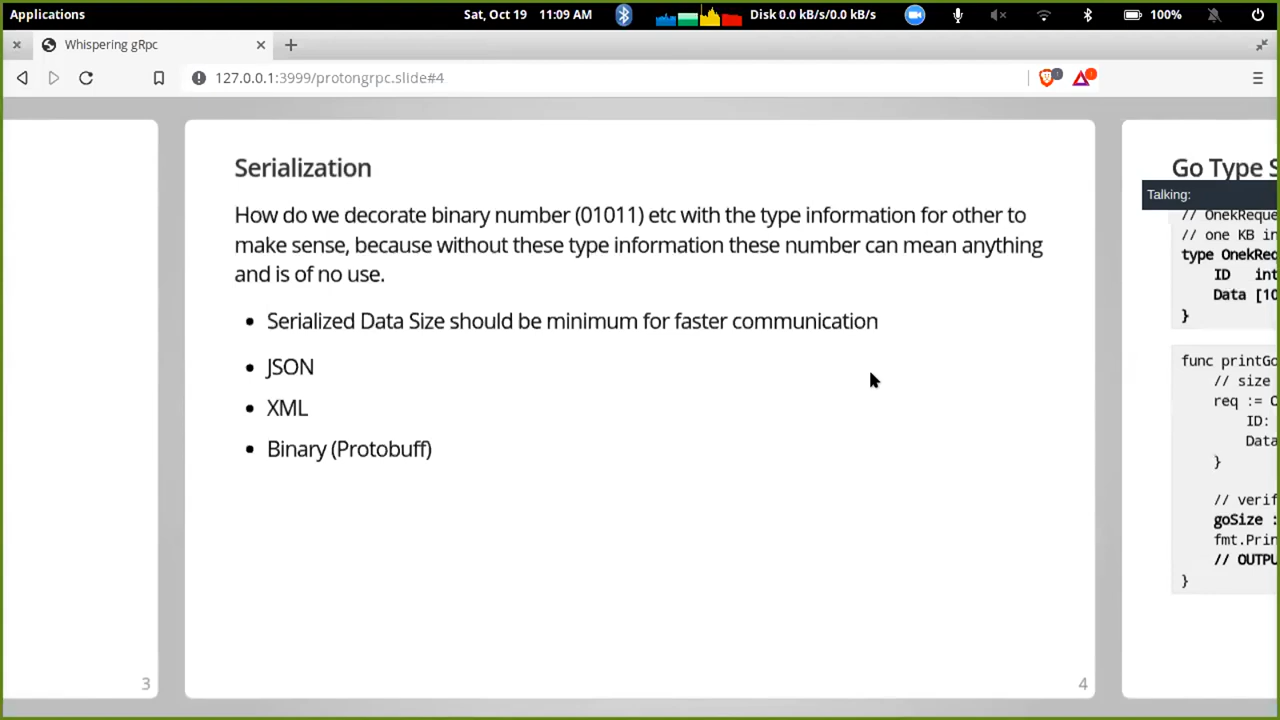 Applications
Sat, Oct 19 11:09 AM
Disk 0.0 kB/s/0.0 kB/s
100%
Whispering gRpc
127.0.0.1:3999/protongrpc.slide#4
Serialization
How do we decorate binary number (01011) etc with the type information for other to
make sense, because without these type information these number can mean anything
and is of no use.
• Serialized Data Size should be minimum for faster communication
• JSON
• XML
• Binary (Protobuff)
3
4
Go Type S
Talking:
// OnekReque
// one KB in
type OnekReq
ID int
Data [10
}
func printGo
// size
req := O
ID:
Data
}
// verif
goSize :
fmt.Prin
// OUTPU
}